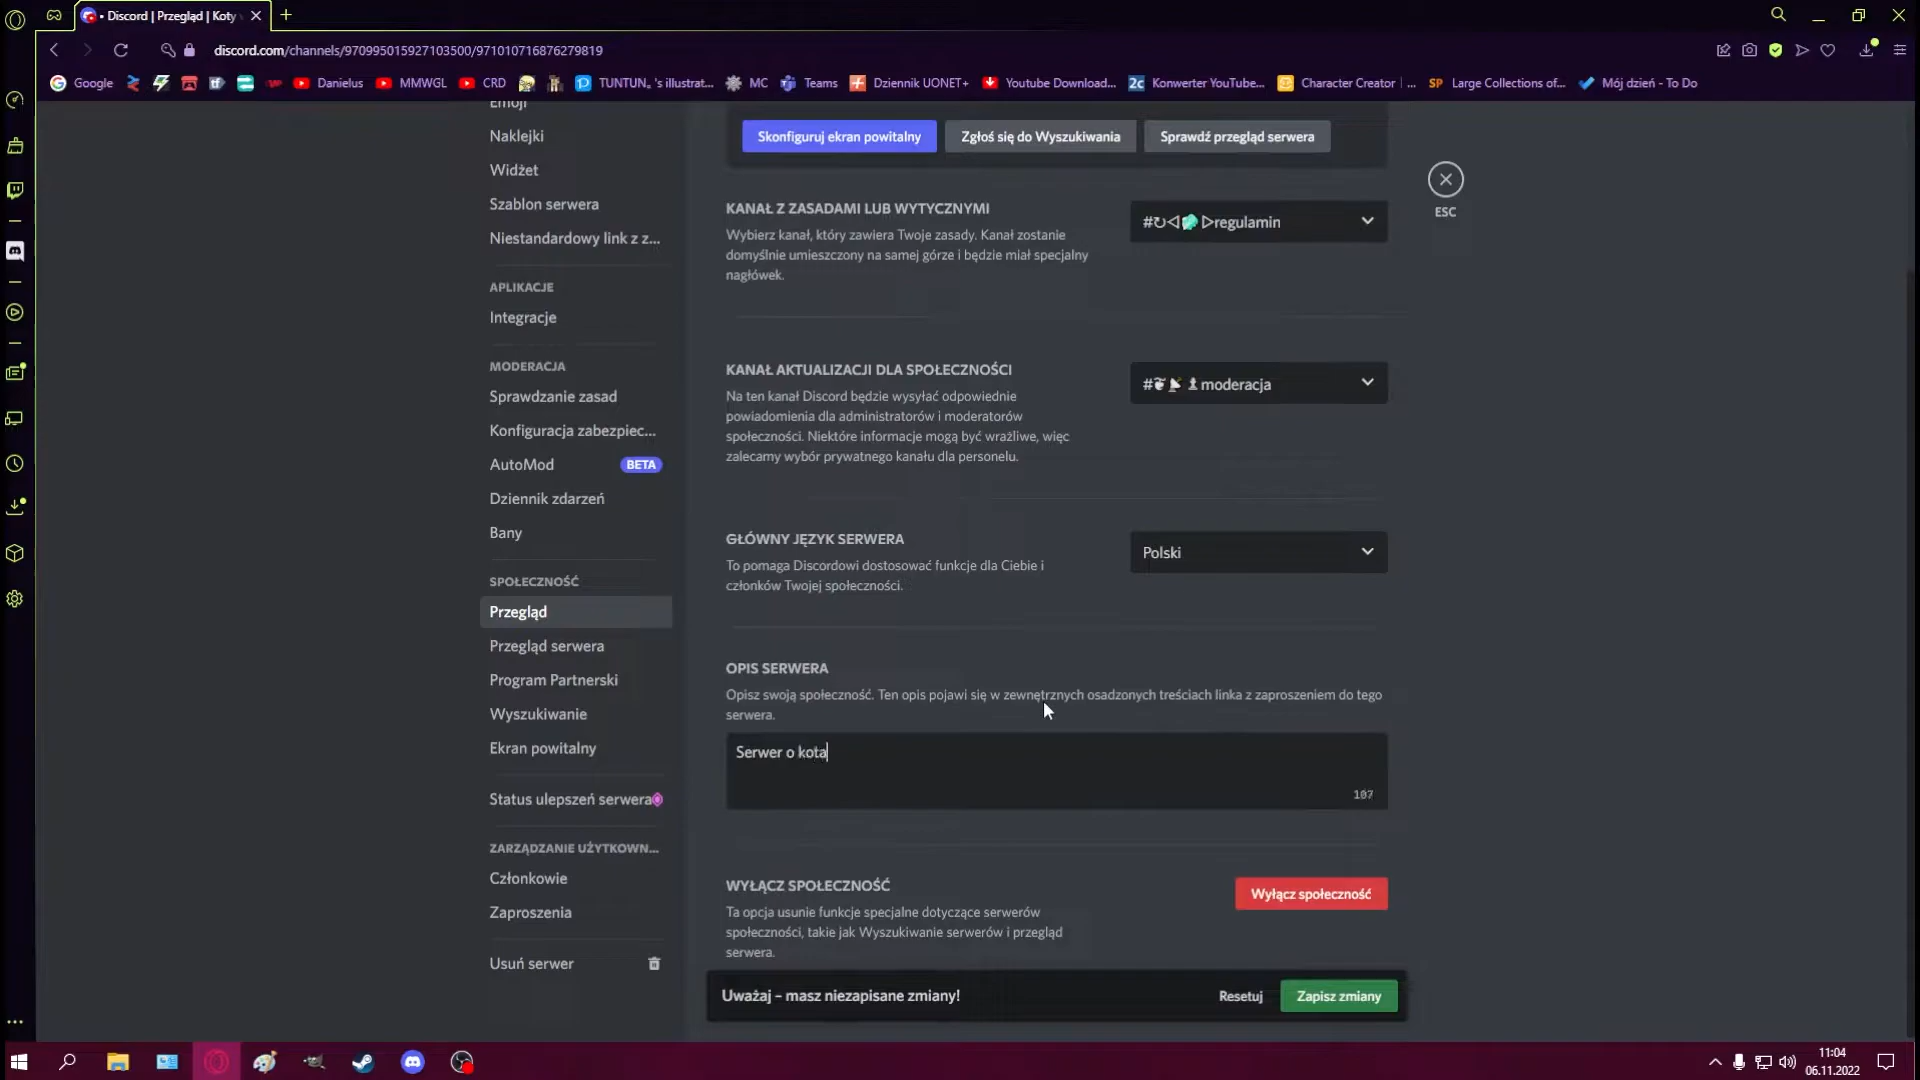 • Discord | Przegląd | Koty
discord.com/channels/970995015927103500/971010716876279819
Google
Danielus
MMWGL
CRD
TUNTUN„ 's illustrat...
MC
Teams
Dziennik UONET+
Youtube Download...
2c Konwerter YouTube...
Character Creator | ...
SP Large Collections of...
Mój dzień - To Do
Emoji
Naklejki
Widżet
Szablon serwera
Niestandardowy link z z...
APLIKACJE
Integracje
MODERACJA
Sprawdzanie zasad
Konfiguracja zabezpiec...
AutoMod BETA
Dziennik zdarzeń
Bany
SPOŁECZNOŚĆ
Przegląd
Przegląd serwera
Program Partnerski
Wyszukiwanie
Ekran powitalny
Status ulepszeń serwera
ZARZĄDZANIE UŻYTKOWN...
Członkowie
Zaproszenia
Usuń serwer
Skonfiguruj ekran powitalny
Zgłoś się do Wyszukiwania
Sprawdź przegląd serwera
KANAŁ Z ZASADAMI LUB WYTYCZNYMI
Wybierz kanał, który zawiera Twoje zasady. Kanał zostanie
domyślnie umieszczony na samej górze i będzie miał specjalny
nagłówek.
#↻ᐊ ᐅregulamin
ESC
KANAŁ AKTUALIZACJI DLA SPOŁECZNOŚCI
Na ten kanał Discord będzie wysyłać odpowiednie
powiadomienia dla administratorów i moderatorów
społeczności. Niektóre informacje mogą być wrażliwe, więc
zalecamy wybór prywatnego kanału dla personelu.
moderacja
GŁÓWNY JĘZYK SERWERA
To pomaga Discordowi dostosować funkcje dla Ciebie i
członków Twojej społeczności.
Polski
OPIS SERWERA
Opisz swoją społeczność. Ten opis pojawi się w zewnętrznych osadzonych treściach linka z zaproszeniem do tego
serwera.
Serwer o kota
107
WYŁĄCZ SPOŁECZNOŚĆ
Ta opcja usunie funkcje specjalne dotyczące serwerów
społeczności, takie jak Wyszukiwanie serwerów i przegląd
serwera.
Wyłącz społeczność
Uważaj – masz niezapisane zmiany!
Resetuj
Zapisz zmiany
11:04
06.11.2022